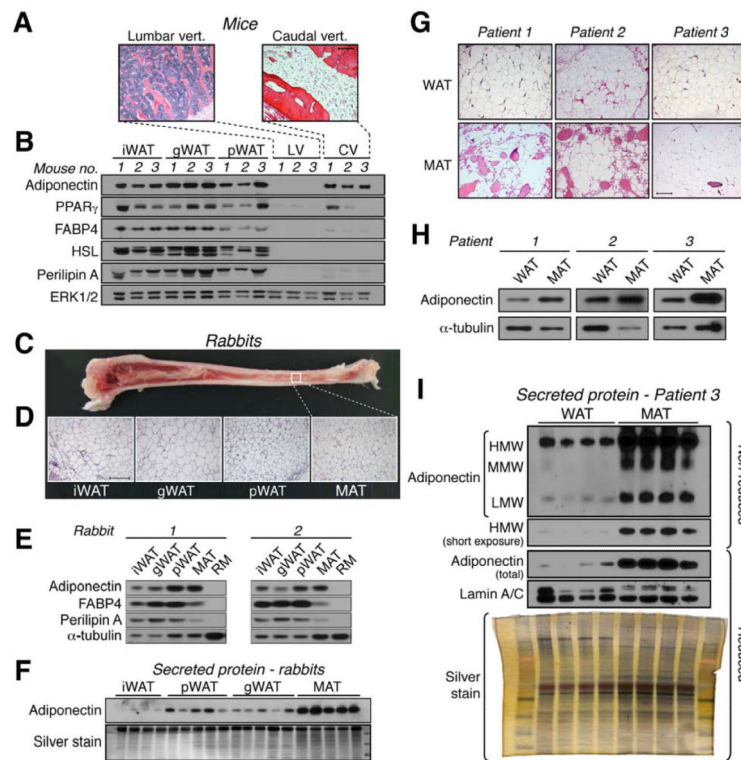 A
Mice
Lumbar vert.
Caudal vert.
B
iWAT gWAT pWAT LV CV
Mouse no. 1 2 3 1 2 3 1 2 3 1 2 3 1 2 3
Adiponectin
PPARγ
FABP4
HSL
Perilipin A
ERK1/2
C
Rabbits
D
iWAT gWAT pWAT MAT
E
Rabbit 1 2
iWAT gWAT pWAT MAT RM iWAT gWAT pWAT MAT RM
Adiponectin
FABP4
Perilipin A
α-tubulin
F
Secreted protein - rabbits
iWAT pWAT gWAT MAT
Adiponectin
Silver stain
G
Patient 1 Patient 2 Patient 3
WAT
MAT
H
Patient 1 2 3
WAT MAT WAT MAT WAT MAT
Adiponectin
α-tubulin
I
Secreted protein - Patient 3
WAT MAT
HMW
Adiponectin MMW
LMW
HMW
(short exposure)
Adiponectin
(total)
Lamin A/C
Silver
stain